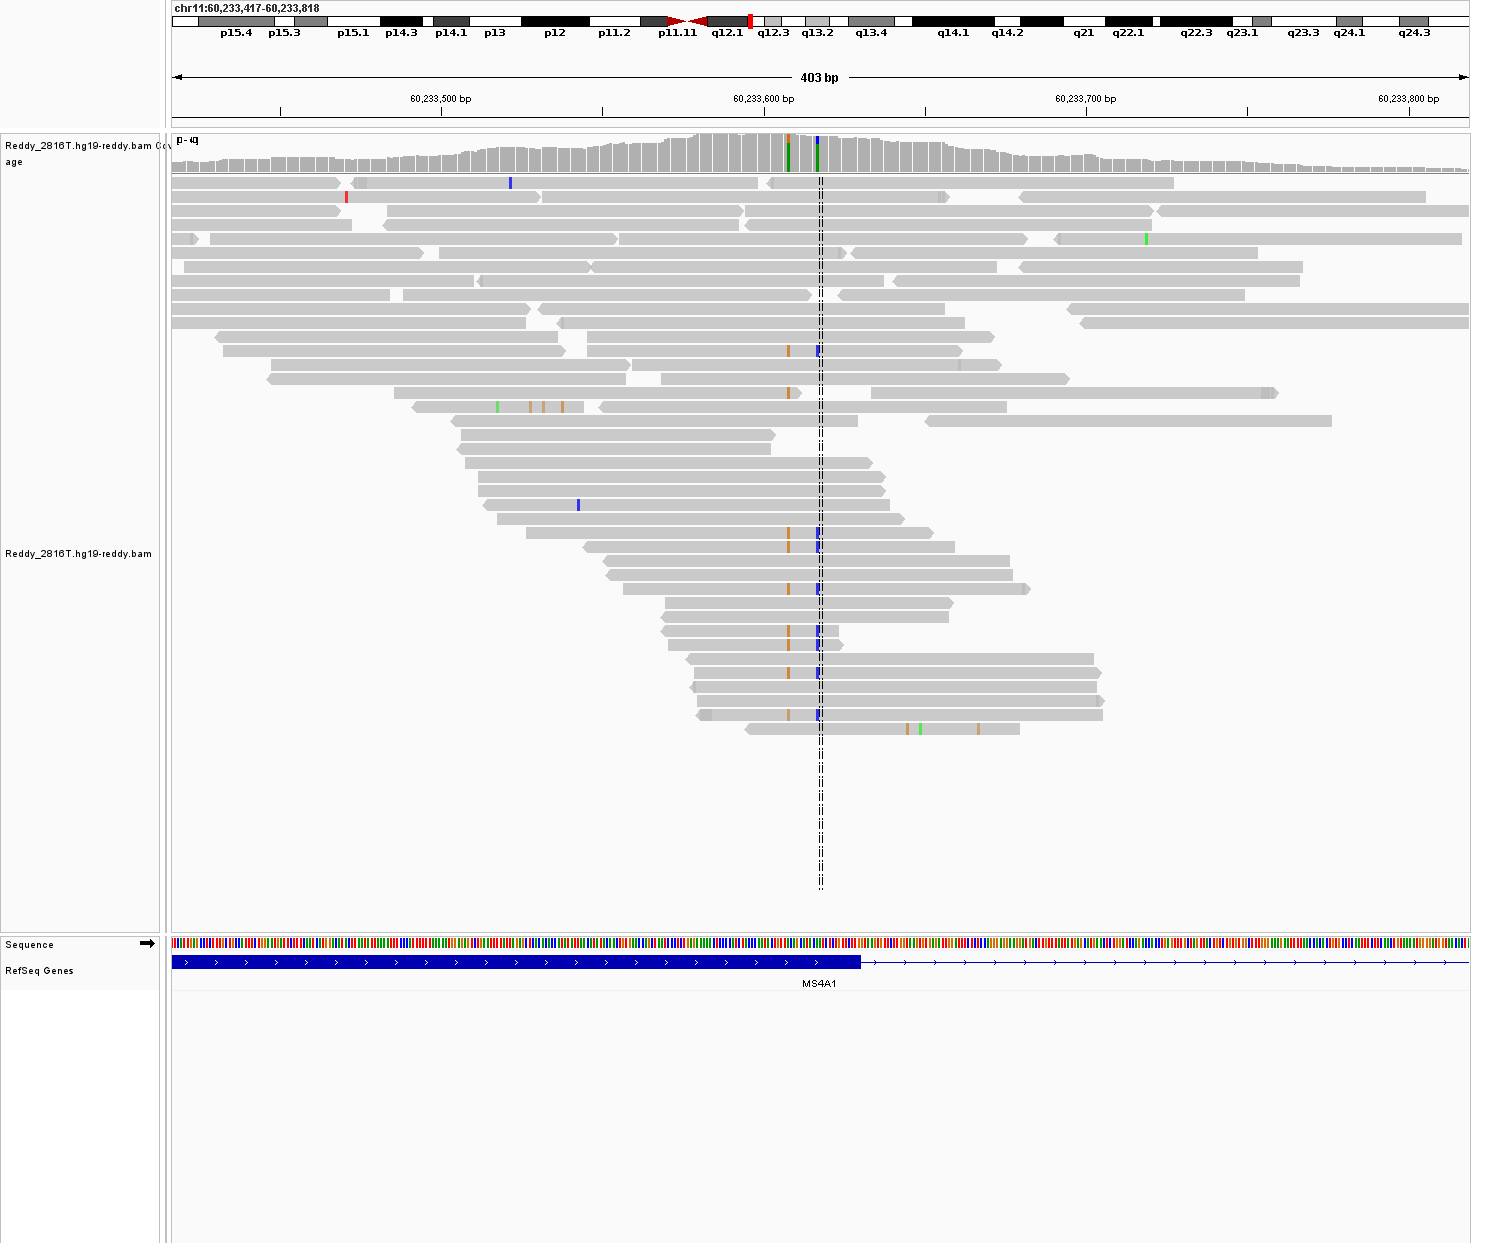 chr11:60,233,417-60,233,818
p15.4 p15.3 p15.1 p14.3 p14.1 p13 p12 p11.2 p11.11 q12.1 q12.3 q13.2 q13.4 q14.1 q14.2 q21 q22.1 q22.3 q23.1 q23.3 q24.1 q24.3
403 bp
60,233,500 bp 60,233,600 bp 60,233,700 bp 60,233,800 bp
Reddy_2816T.hg19-reddy.bam Cov
age
Reddy_2816T.hg19-reddy.bam
Sequence
RefSeq Genes
MS4A1